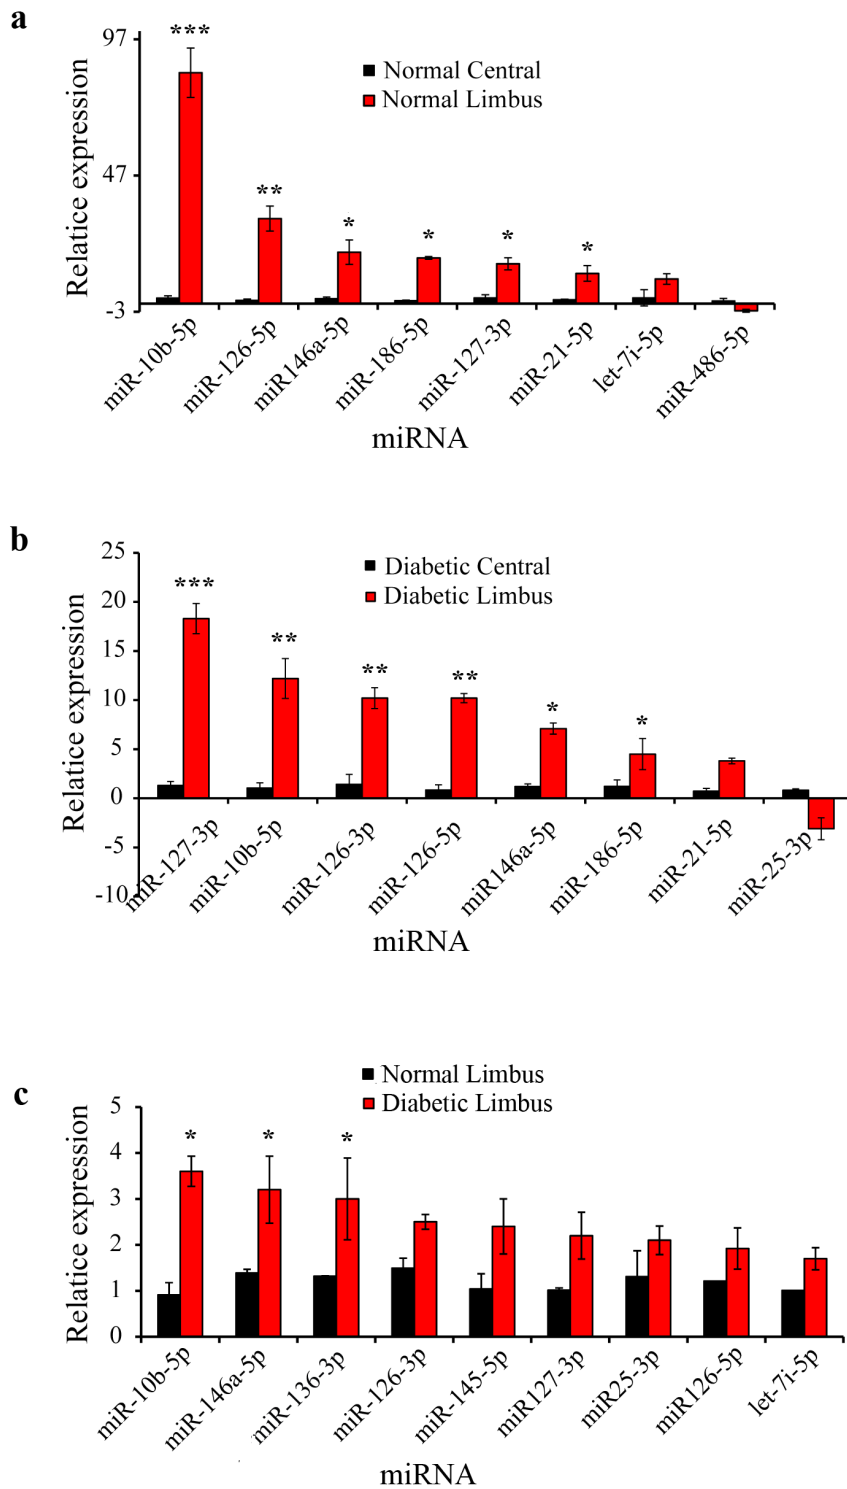 a
97
***
Normal Central
Normal Limbus
Relatice expression
47
**
*
*
*
*
-3
miR-10b-5p
miR-126-5p
miR146a-5p
miR-186-5p
miR-127-3p
miR-21-5p
let-7i-5p
miR-486-5p
miRNA
b
25
Diabetic Central
Diabetic Limbus
***
20
**
Relatice expression
15
**
**
*
*
10
5
0
-5
-10
miR-127-3p
miR-10b-5p
miR-126-3p
miR-126-5p
miR146a-5p
miR-186-5p
miR-21-5p
miR-25-3p
miRNA
c
Normal Limbus
Diabetic Limbus
5
*
*
*
Relatice expression
4
3
2
1
0
miR-10b-5p
miR-146a-5p
miR-136-3p
miR-126-3p
miR-145-5p
miR127-3p
miR25-3p
miR126-5p
let-7i-5p
miRNA